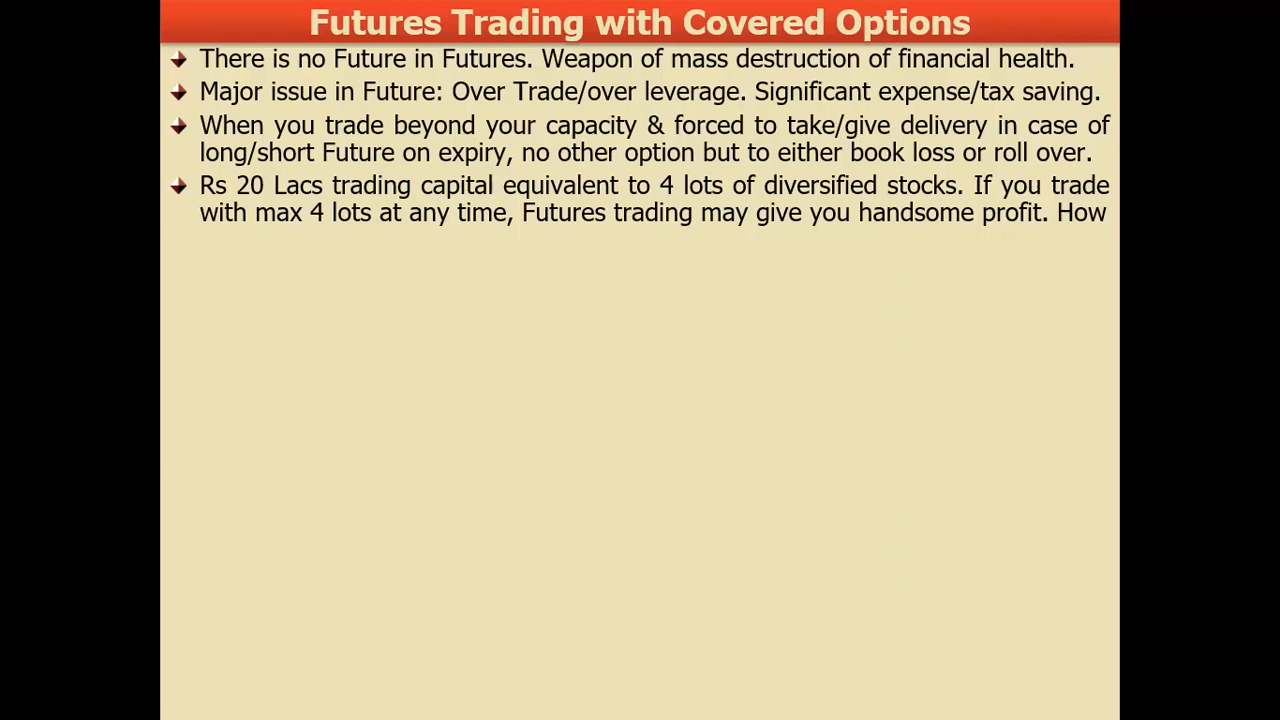 Futures Trading with Covered Options
There is no Future in Futures. Weapon of mass destruction of financial health.
Major issue in Future: Over Trade/over leverage. Significant expense/tax saving.
When you trade beyond your capacity & forced to take/give delivery in case of
long/short Future on expiry, no other option but to either book loss or roll over.
Rs 20 Lacs trading capital equivalent to 4 lots of diversified stocks. If you trade
with max 4 lots at any time, Futures trading may give you handsome profit. How